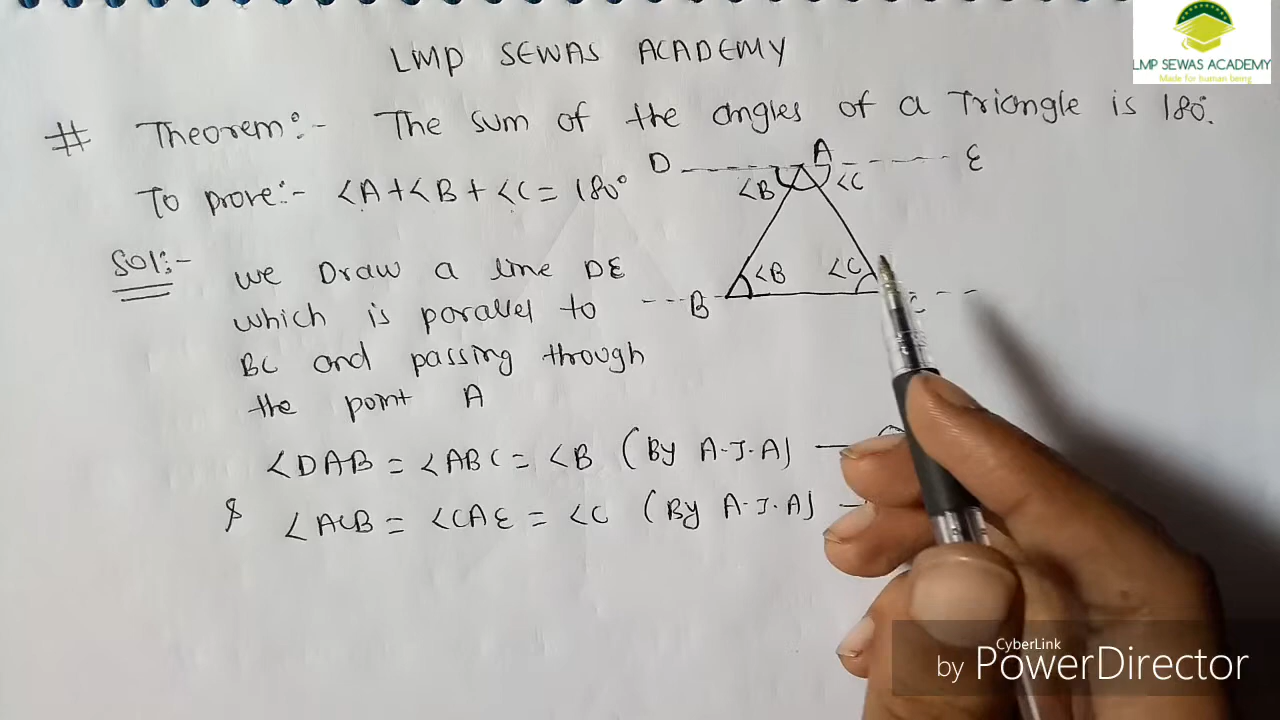 LMP SEWAS ACADEMY
LMP SEWAS ACADEMY
Made for human being
# Theorem:- The sum of the angles of a Triangle is 180°.
To prove:- ∠A+∠B+∠C=180°
D A E
∠B ∠C
Sol:- we Draw a line DE
∠B ∠C
which is parallel to
B C
BC and passing through
the point A
∠DAB = ∠ABC = ∠B (By A.I.A)
& ∠ACB = ∠CAE = ∠C (By A.I.A)
CyberLink
by PowerDirector